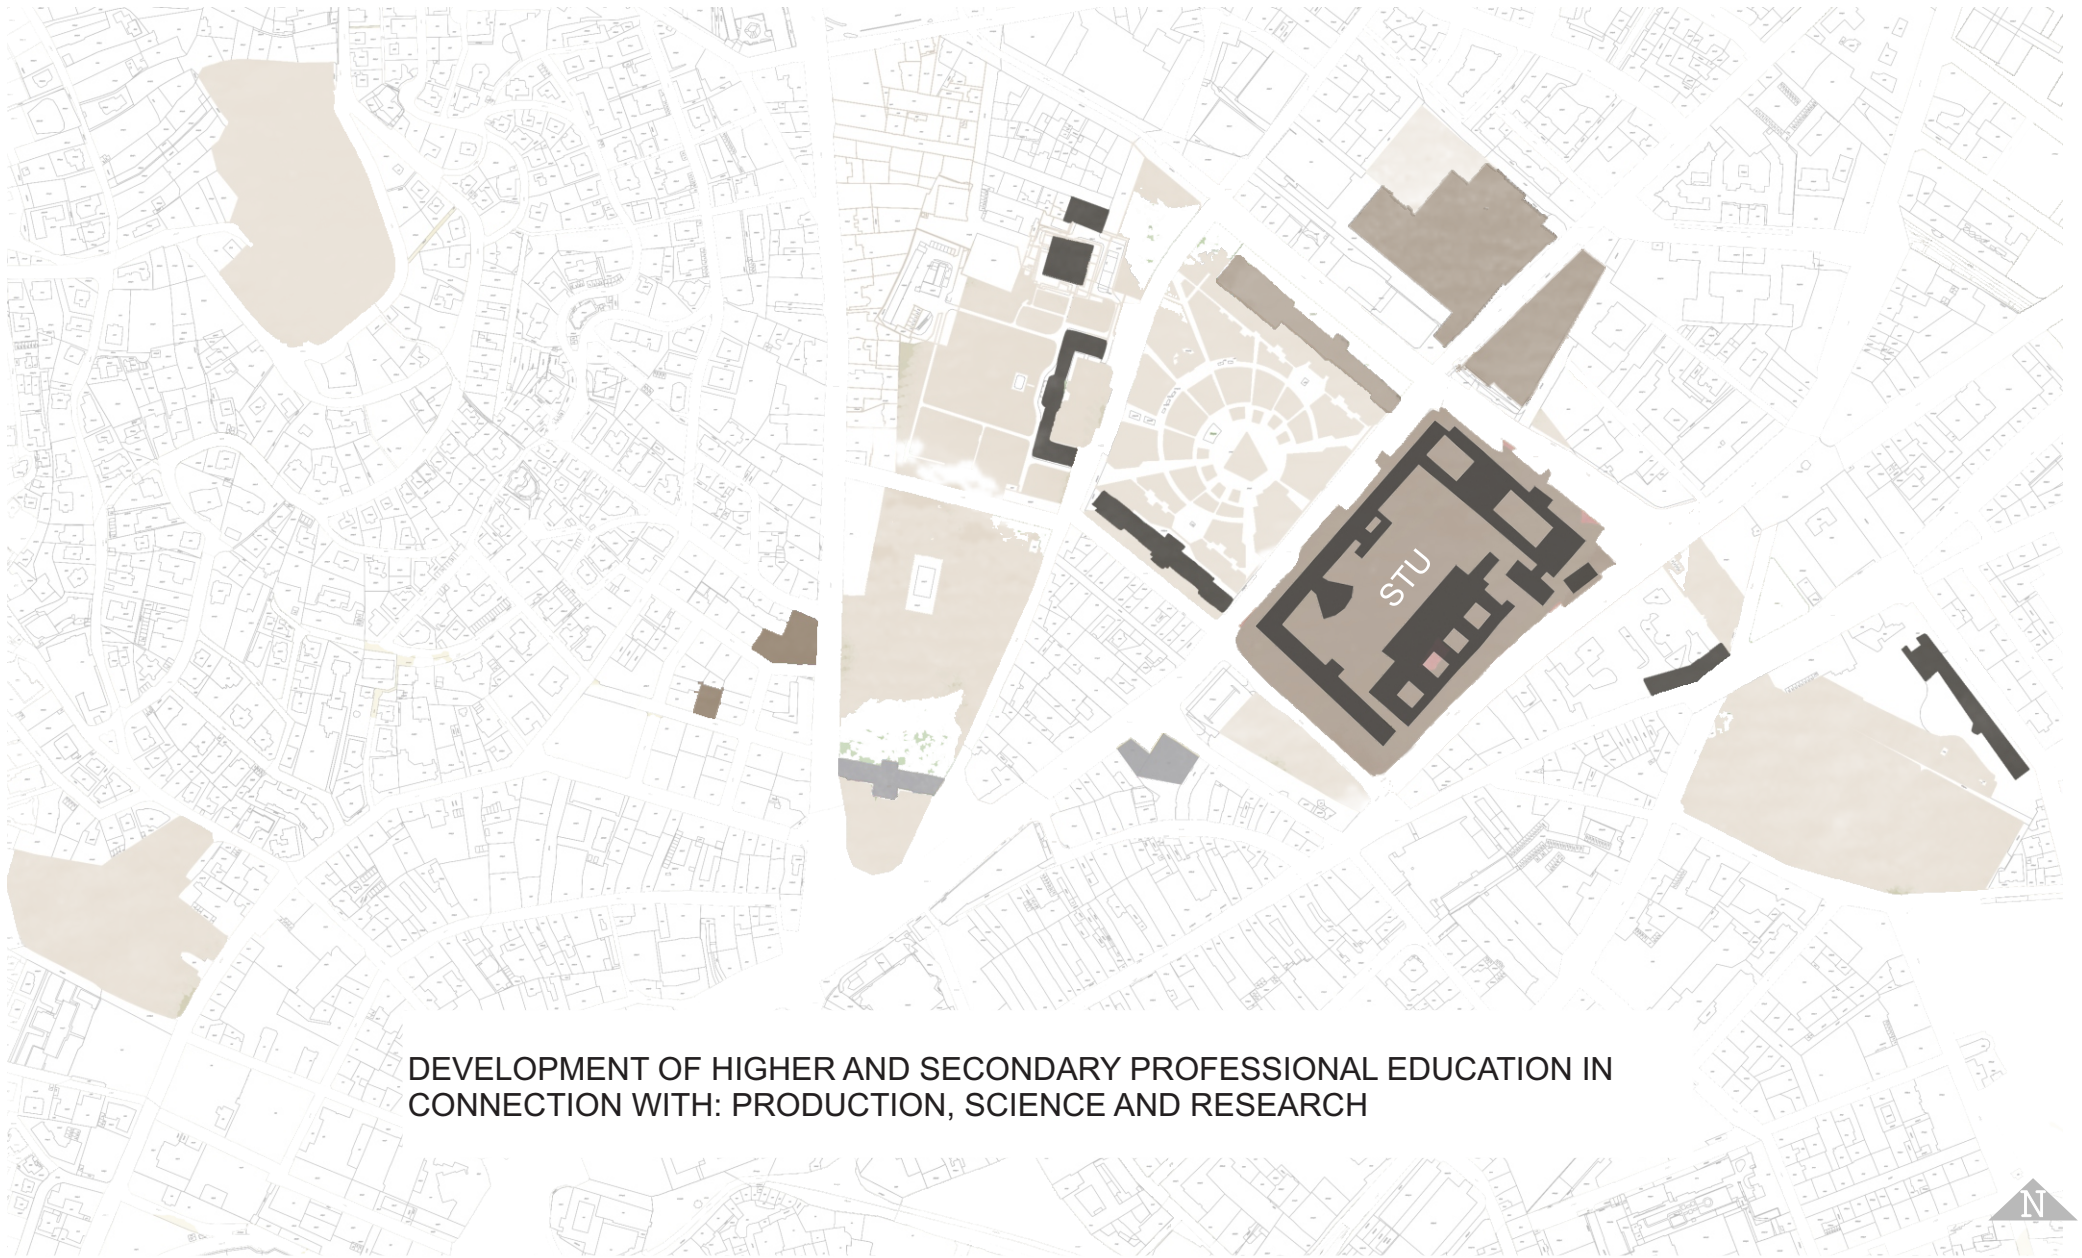 STU
DEVELOPMENT OF HIGHER AND SECONDARY PROFESSIONAL EDUCATION IN
CONNECTION WITH: PRODUCTION, SCIENCE AND RESEARCH
N